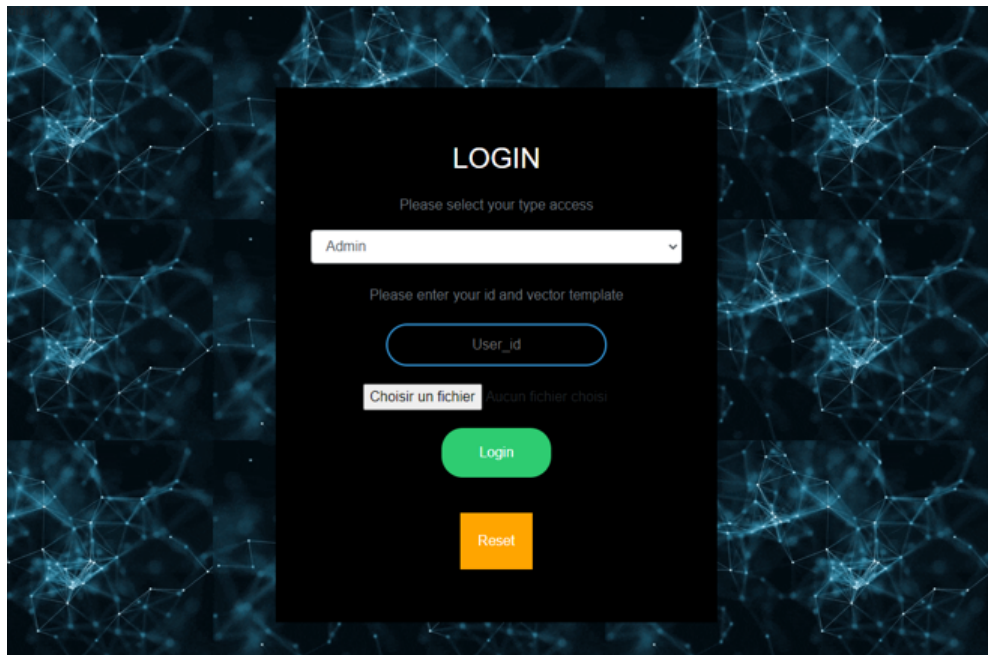 LOGIN
Please select your type access
Admin
Please enter your id and vector template
User_id
Choisir un fichier Aucun fichier choisi
Login
Reset